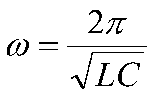 ω = 2π / √LC